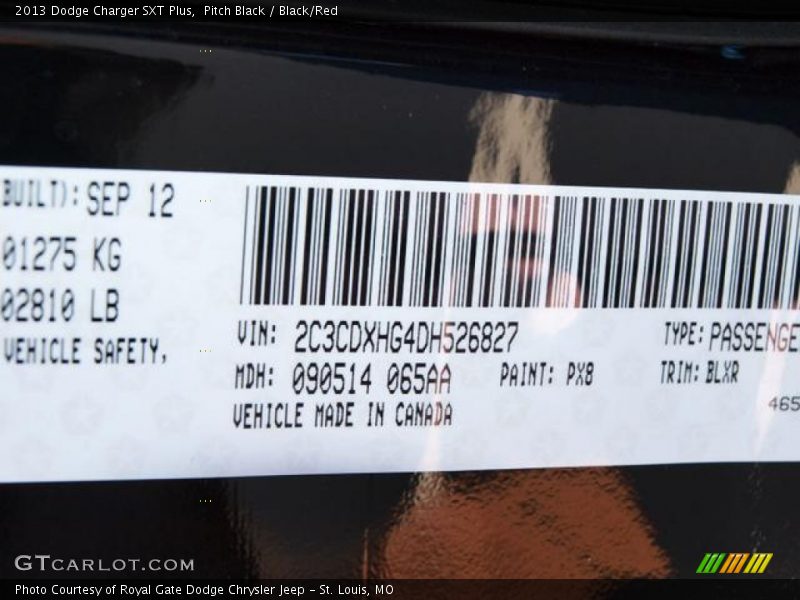 2013 Dodge Charger SXT Plus, Pitch Black / Black/Red
BUILT): SEP 12
01275 KG
02810 LB
VEHICLE SAFETY,
VIN: 2C3CDXHG4DH526827
TYPE: PASSENGE
MDH: 090514 065AA
PAINT: PX8
TRIM: BLXR
VEHICLE MADE IN CANADA
465
GTCARLOT.COM
Photo Courtesy of Royal Gate Dodge Chrysler Jeep – St. Louis, MO